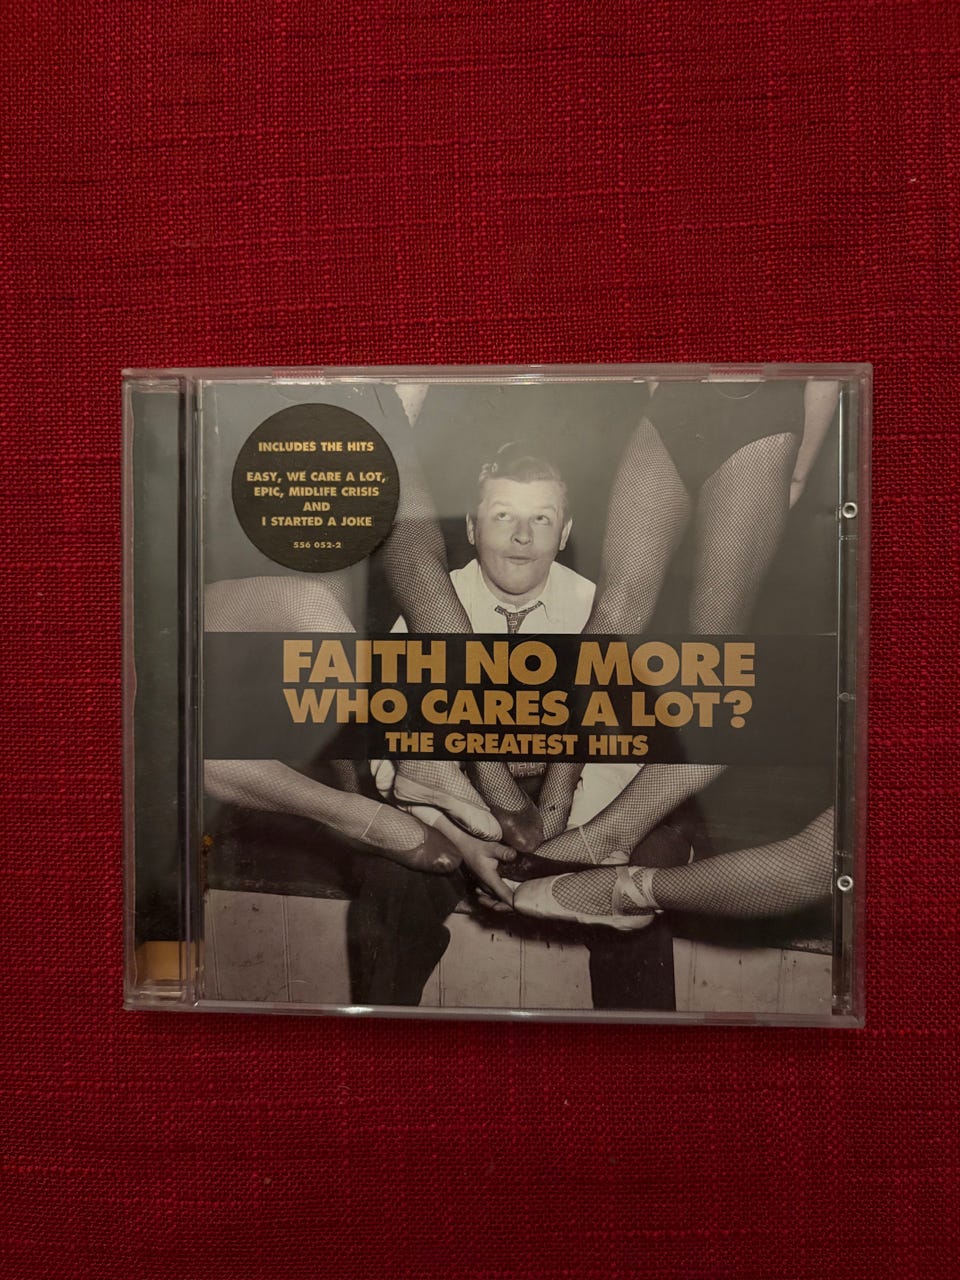 INCLUDES THE HITS
EASY, WE CARE A LOT,
EPIC, MIDLIFE CRISIS
AND
I STARTED A JOKE
556 052-2
FAITH NO MORE
WHO CARES A LOT?
THE GREATEST HITS